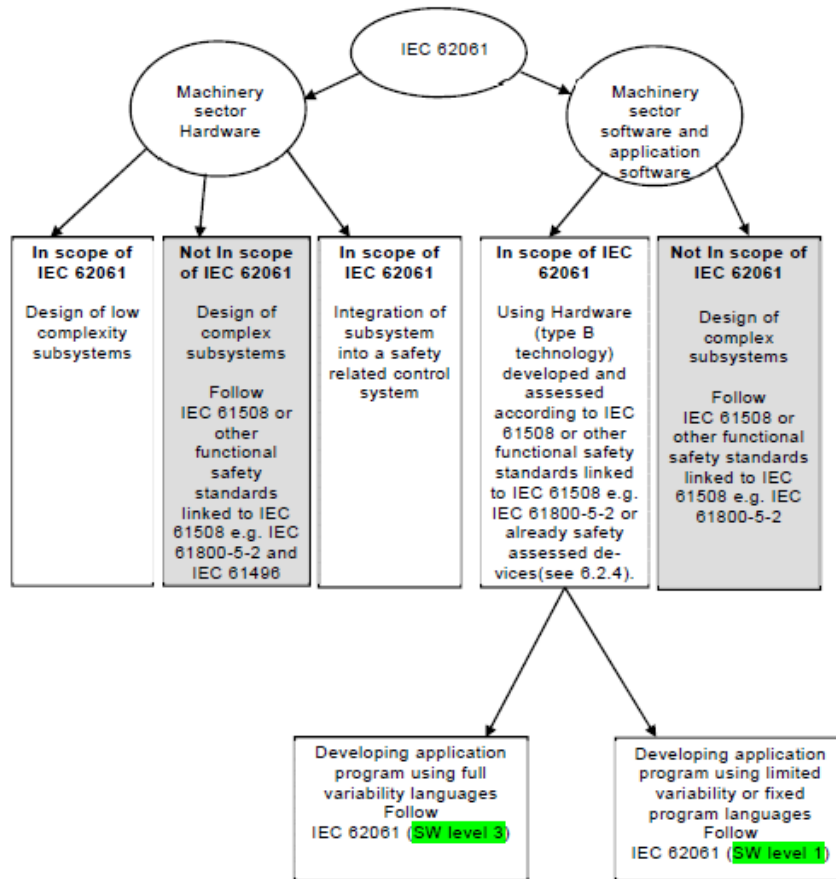 IEC 62061
Machinery
sector
Hardware
Machinery
sector
software and
application
software
In scope of
IEC 62061
Design of low
complexity
subsystems
Not In scope
of IEC 62061
Design of
complex
subsystems
Follow
IEC 61508 or
other
functional
safety
standards
linked to IEC
61508 e.g. IEC
61800-5-2 and
IEC 61496
In scope of
IEC 62061
Integration of
subsystem
into a safety
related control
system
In scope of IEC
62061
Using Hardware
(type B
technology)
developed and
assessed
according to IEC
61508 or other
functional safety
standards linked
to IEC 61508 e.g.
IEC 61800-5-2 or
already safety
assessed de-
vices(see 6.2.4).
Not In scope of
IEC 62061
Design of
complex
subsystems
Follow
IEC 61508 or
other functional
safety standards
linked to IEC
61508 e.g. IEC
61800-5-2
Developing application
program using full
variability languages
Follow
IEC 62061 (SW level 3)
Developing application
program using limited
variability or fixed
program languages
Follow
IEC 62061 (SW level 1)